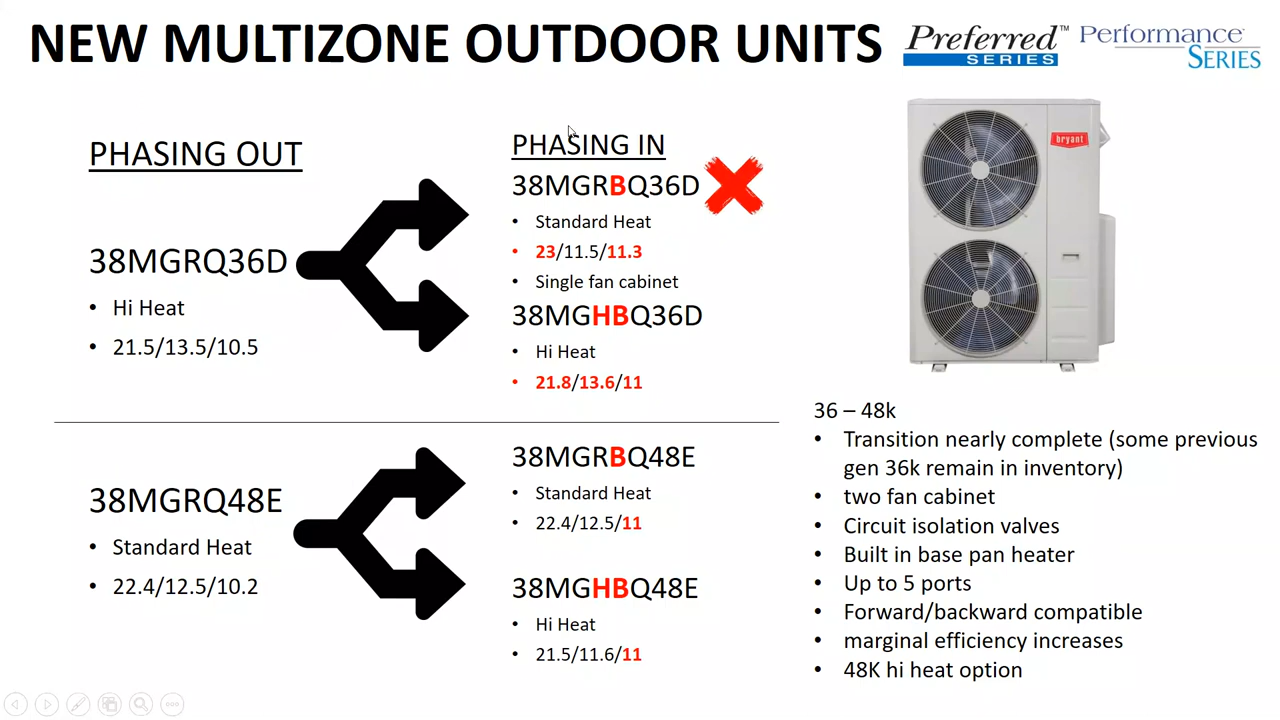 NEW MULTIZONE OUTDOOR UNITS
Preferred™
SERIES
Performance™
SERIES
PHASING OUT
38MGRQ36D
• Hi Heat
• 21.5/13.5/10.5
PHASING IN
38MGRBQ36D
• Standard Heat
• 23/11.5/11.3
• Single fan cabinet
38MGHBQ36D
• Hi Heat
• 21.8/13.6/11
38MGRQ48E
• Standard Heat
• 22.4/12.5/10.2
38MGRBQ48E
• Standard Heat
• 22.4/12.5/11
38MGHBQ48E
• Hi Heat
• 21.5/11.6/11
bryant
36 – 48k
• Transition nearly complete (some previous
gen 36k remain in inventory)
• two fan cabinet
• Circuit isolation valves
• Built in base pan heater
• Up to 5 ports
• Forward/backward compatible
• marginal efficiency increases
• 48K hi heat option